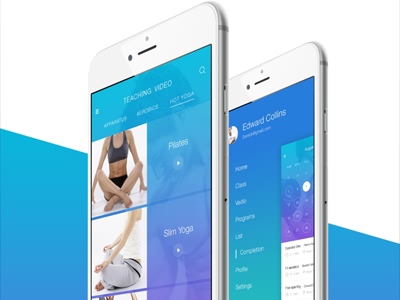 TEACHING VIDEO
APPARATUS
AEROBICS
HOT YOGA
Pilates
Slim Yoga
Edward Collins
Home
Class
Vedio
Programs
List
Completion
Profile
Settings